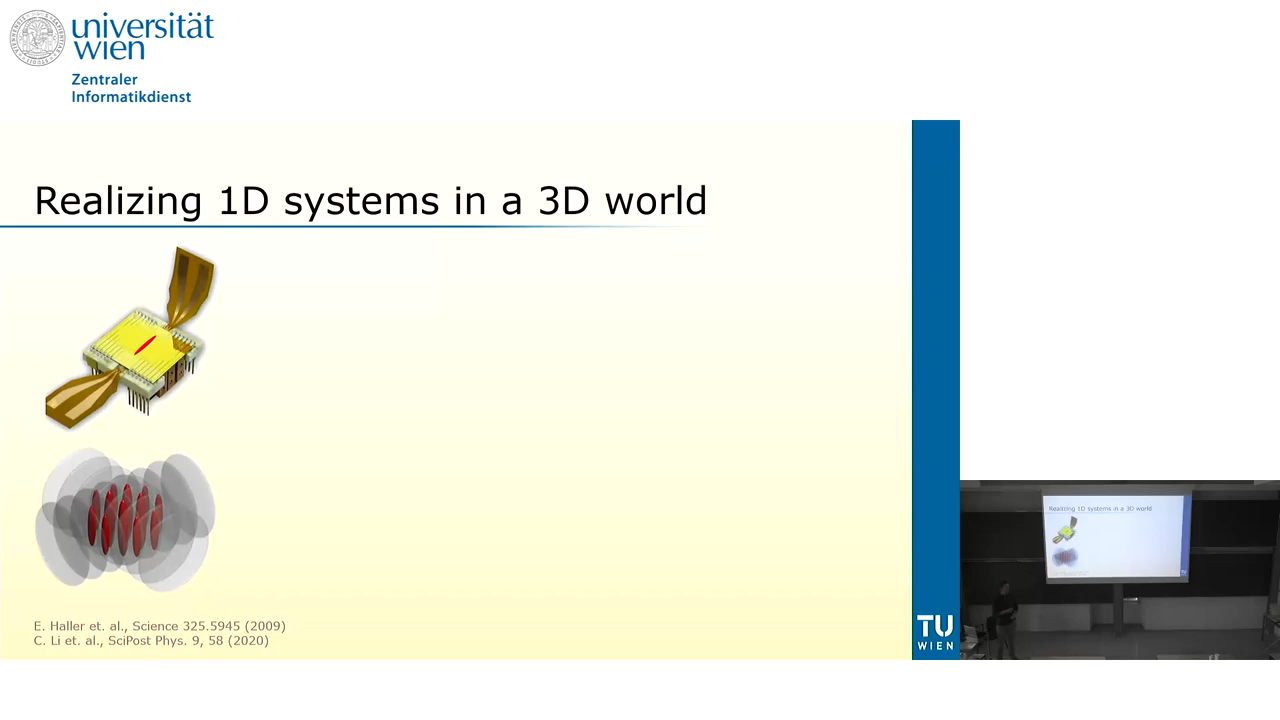 universität
wien
Zentraler
Informatikdienst
Realizing 1D systems in a 3D world
E. Haller et. al., Science 325.5945 (2009)
C. Li et. al., SciPost Phys. 9, 58 (2020)
TU
WIEN
Realizing 1D systems in a 3D world